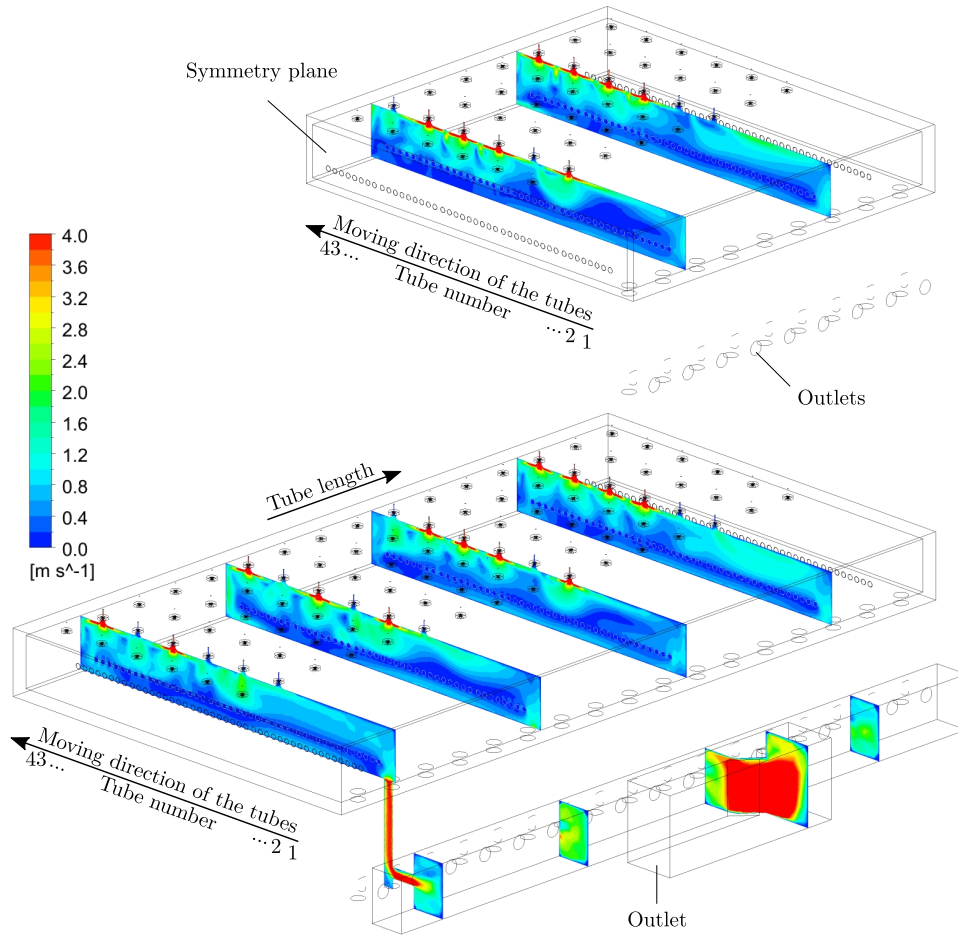 Symmetry plane
Moving direction of the tubes
43... Tube number ...2 1
Outlets
4.0
3.6
3.2
2.8
2.4
2.0
1.6
1.2
0.8
0.4
0.0
[m s^-1]
Tube length
Moving direction of the tubes
43... Tube number ...2 1
Outlet